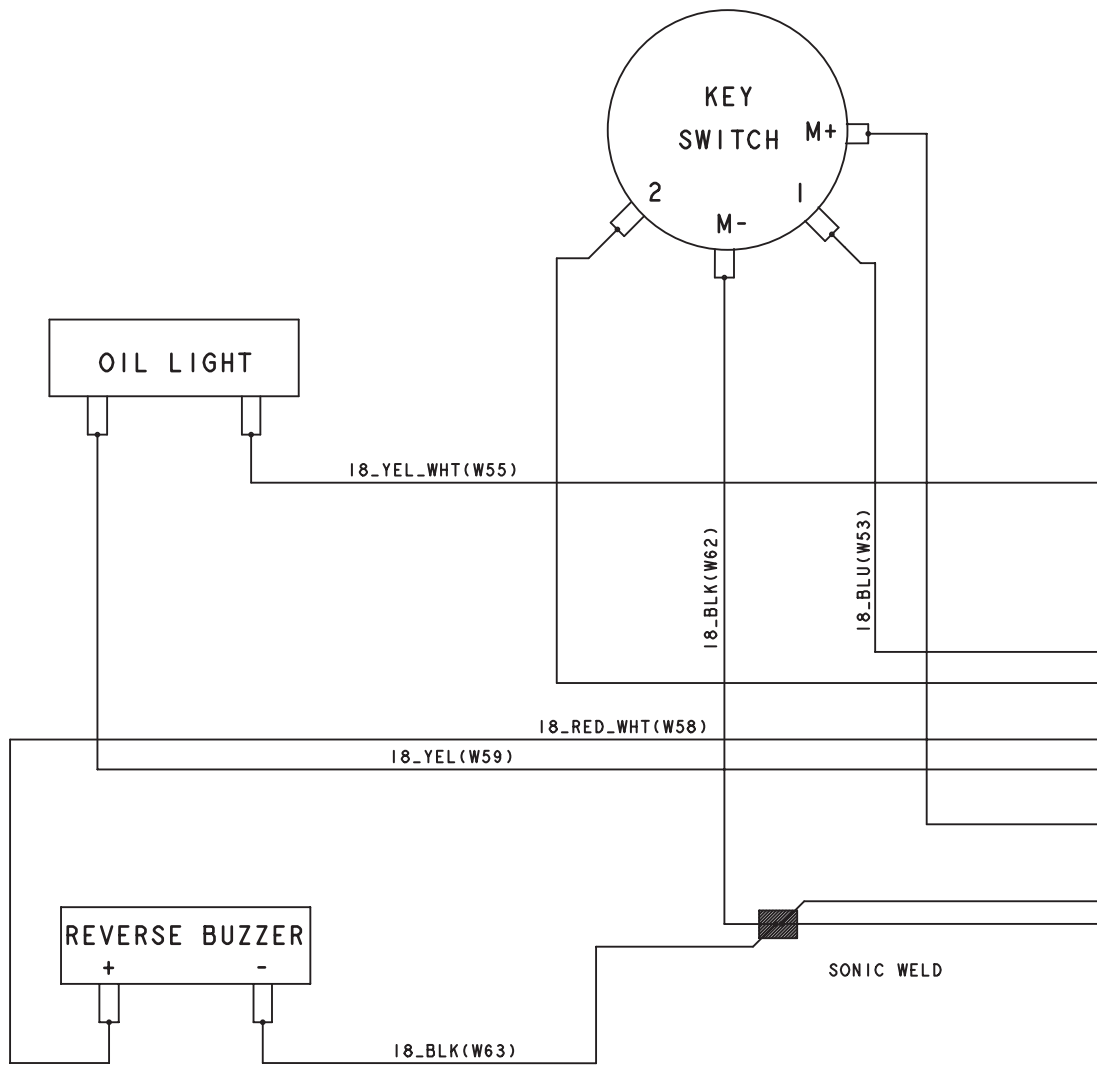 KEY
SWITCH
M+
2
1
M-
OIL LIGHT
18_YEL_WHT(W55)
18_BLK(W62)
18_BLU(W53)
18_RED_WHT(W58)
18_YEL(W59)
REVERSE BUZZER
+ -
SONIC WELD
18_BLK(W63)